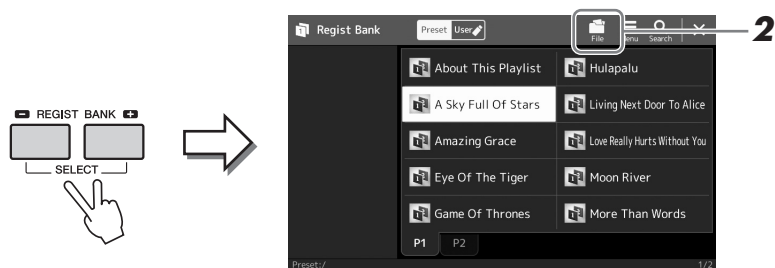 REGIST BANK
SELECT
Regist Bank
Preset User
File Menu Search
2
About This Playlist
Hulapalu
A Sky Full Of Stars
Living Next Door To Alice
Amazing Grace
Love Really Hurts Without You
Eye Of The Tiger
Moon River
Game Of Thrones
More Than Words
P1 P2
Preset:/
1/2